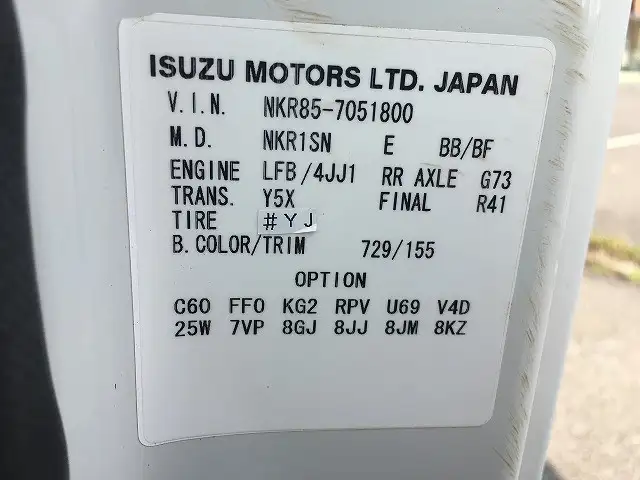 ISUZU MOTORS LTD. JAPAN
V.I.N. NKR85-7051800
M.D. NKR1SN E BB/BF
ENGINE LFB/4JJ1 RR AXLE G73
TRANS. Y5X FINAL R41
TIRE #YJ
B.COLOR/TRIM 729/155
OPTION
C60 FF0 KG2 RPV U69 V4D
25W 7VP 8GJ 8JJ 8JM 8KZ